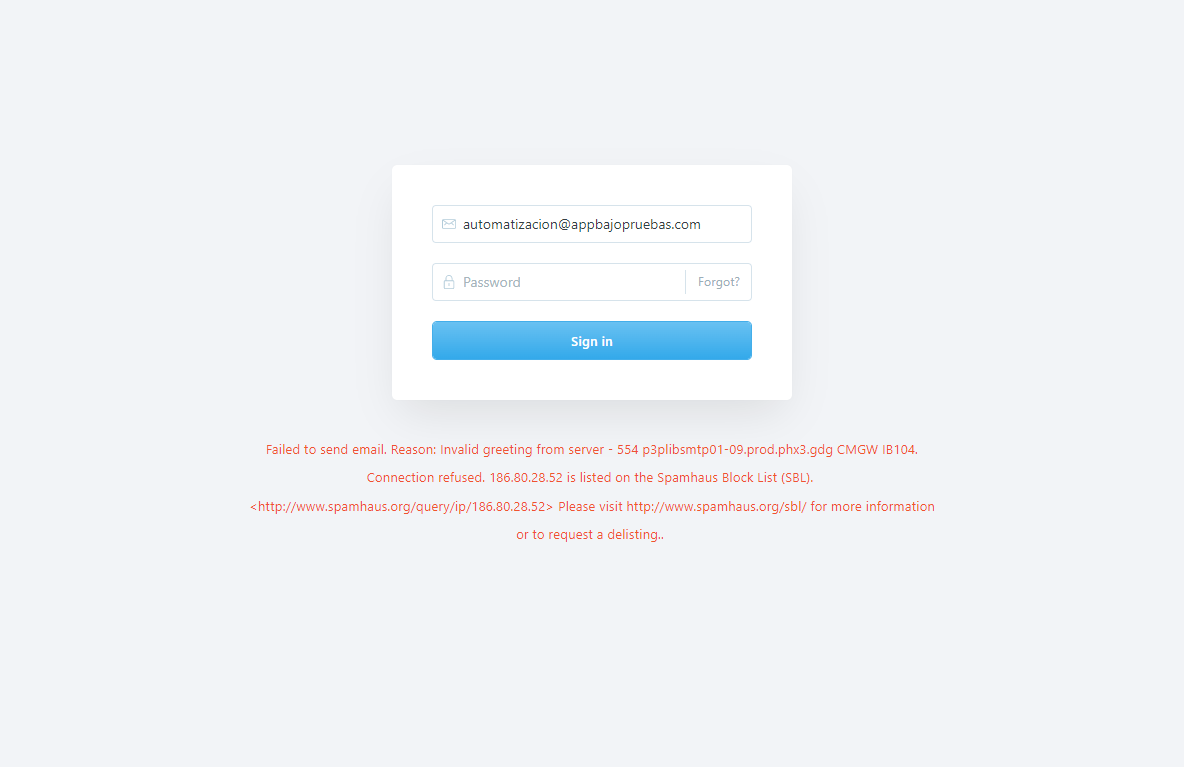 automatizacion@appbajopruebas.com
Password Forgot?
Sign in
Failed to send email. Reason: Invalid greeting from server - 554 p3plibsmtp01-09.prod.phx3.gdg CMGW IB104.
Connection refused. 186.80.28.52 is listed on the Spamhaus Block List (SBL).
<http://www.spamhaus.org/query/ip/186.80.28.52> Please visit http://www.spamhaus.org/sbl/ for more information
or to request a delisting..